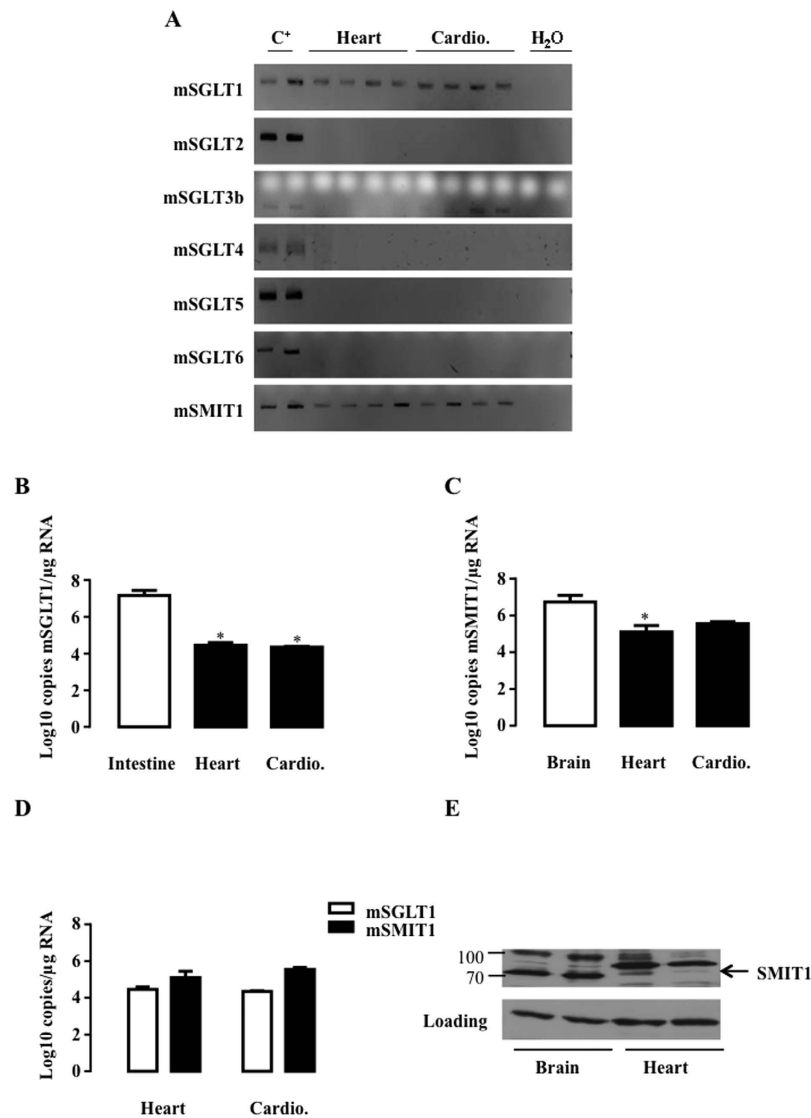 A
C+ Heart Cardio. H2O
mSGLT1
mSGLT2
mSGLT3b
mSGLT4
mSGLT5
mSGLT6
mSMIT1
B
Log10 copies mSGLT1/µg RNA
8
6
4
2
0
* *
Intestine Heart Cardio.
C
Log10 copies mSMIT1/µg RNA
8
6
4
2
0
*
Brain Heart Cardio.
D
mSGLT1
mSMIT1
Log10 copies/µg RNA
8
6
4
2
0
Heart Cardio.
E
100
70
SMIT1
Loading
Brain Heart